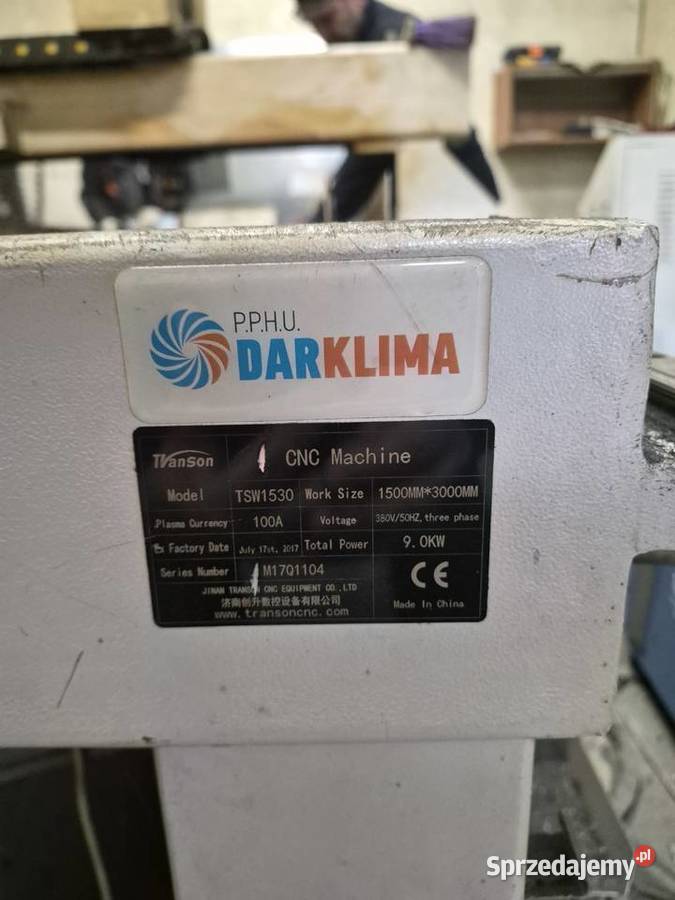 P.P.H.U.
DARKLIMA
Transon CNC Machine
Model TSW1530 Work Size 1500MM*3000MM
Plasma Currency 100A Voltage 380V/50HZ, three phase
Ex Factory Date July 17st, 2017 Total Power 9.0KW
Series Number M17Q1104
CE
JINAN TRANSON CNC EQUIPMENT CO.,LTD
济南创升数控设备有限公司
www.transoncnc.com
Made In China
Sprzedajemy.pl